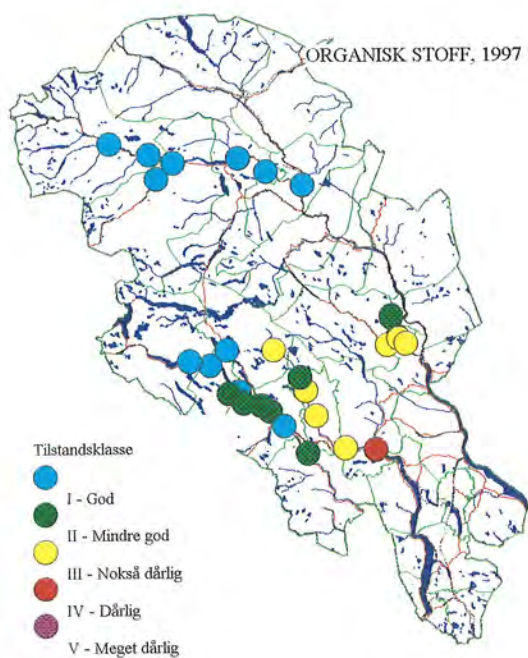 ORGANISK STOFF, 1997
Tilstandsklasse
I - God
II - Mindre god
III - Nokså dårlig
IV - Dårlig
V - Meget dårlig